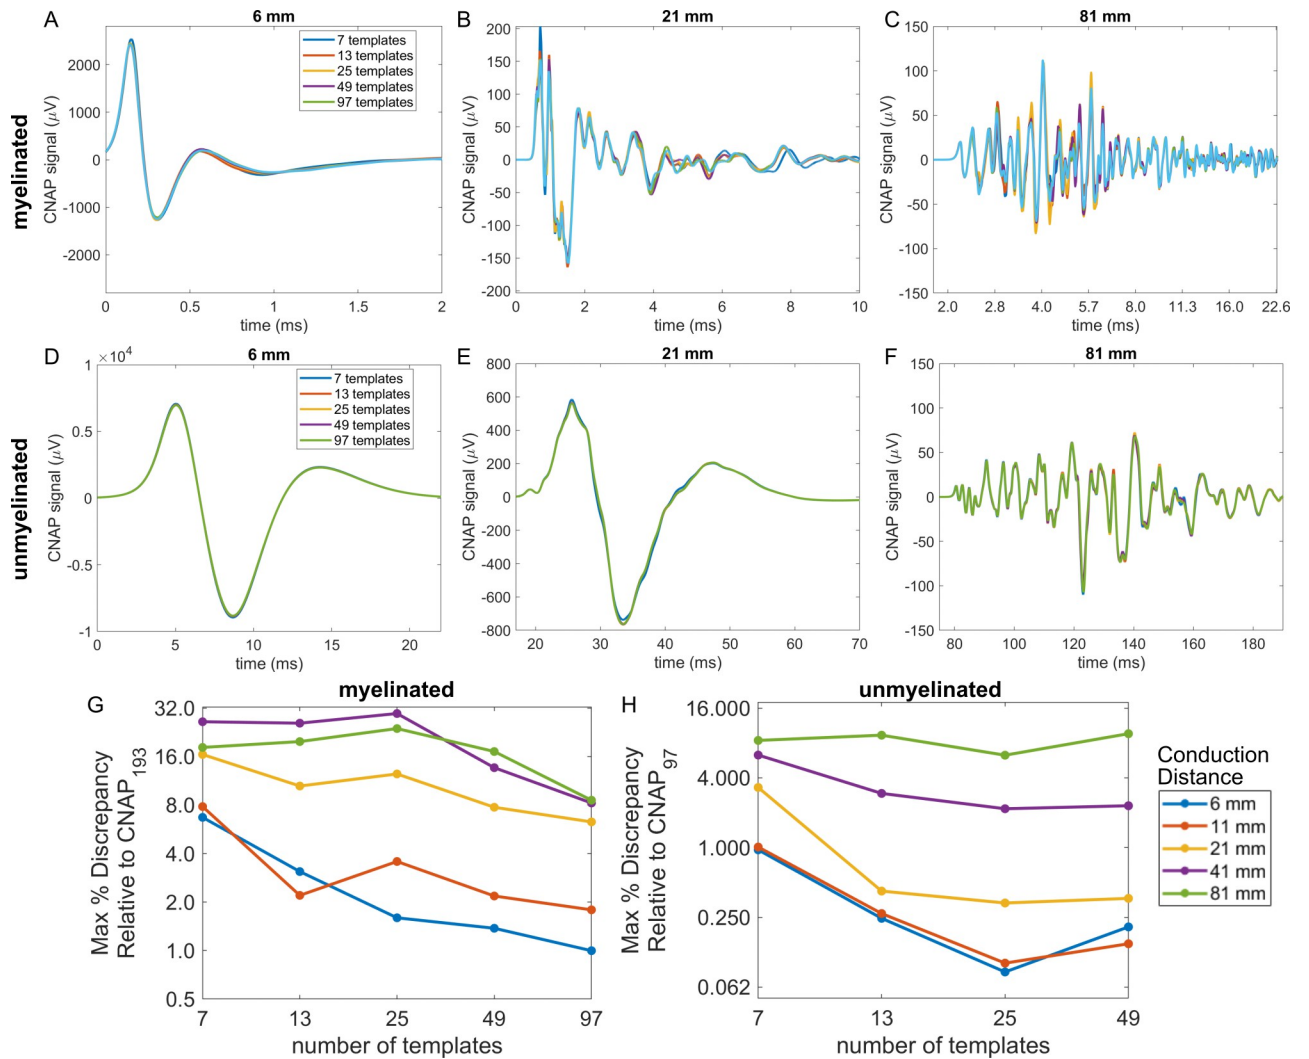 A
6 mm
myelinated
CNAP signal (μV)
2000
1000
0
-1000
-2000
0
0.5
1
1.5
2
time (ms)
7 templates
13 templates
25 templates
49 templates
97 templates
B
21 mm
CNAP signal (μV)
200
100
0
-100
-200
0
2
4
6
8
10
time (ms)
C
81 mm
CNAP signal (μV)
150
100
50
0
-50
-100
-150
2.0
2.8
4.0
5.7
8.0
11.3
16.0
22.6
time (ms)
D
6 mm
×10⁴
unmyelinated
CNAP signal (μV)
1
0.5
0
-0.5
-1
0
5
10
15
20
time (ms)
7 templates
13 templates
25 templates
49 templates
97 templates
E
21 mm
CNAP signal (μV)
800
600
400
200
0
-200
-400
-600
-800
20
30
40
50
60
70
time (ms)
F
81 mm
CNAP signal (μV)
150
100
50
0
-50
-100
-150
80
100
120
140
160
180
time (ms)
G
myelinated
Max % Discrepancy
Relative to CNAP₁₉₃
32.0
16.0
8.0
4.0
2.0
1.0
0.5
7
13
25
49
97
number of templates
H
unmyelinated
Max % Discrepancy
Relative to CNAP₉₇
16.000
4.000
1.000
0.250
0.062
7
13
25
49
number of templates
Conduction
Distance
6 mm
11 mm
21 mm
41 mm
81 mm